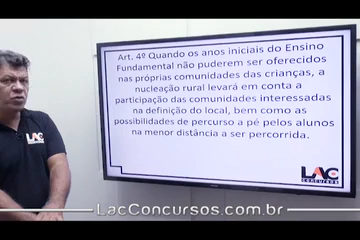 Art. 4º Quando os anos iniciais do Ensino
Fundamental não puderem ser oferecidos
nas próprias comunidades das crianças, a
nucleação rural levará em conta a
participação das comunidades interessadas
na definição do local, bem como as
possibilidades de percurso a pé pelos alunos
na menor distância a ser percorrida.
LAC
LAC
CONCURSOS
LacConcursos.com.br